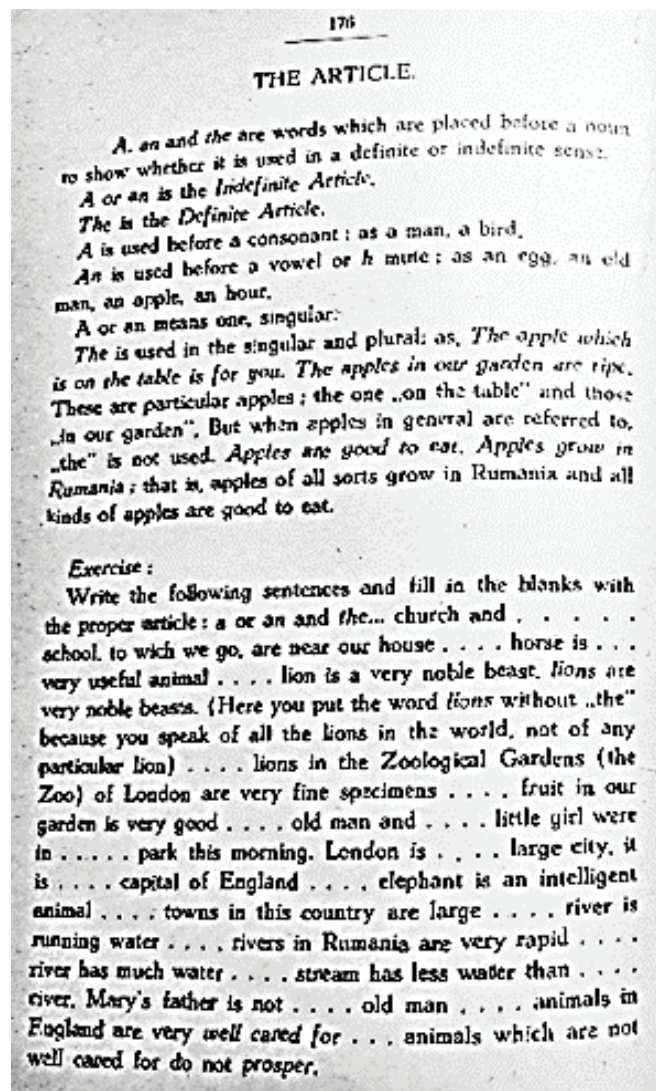 176
THE ARTICLE.
A. an and the are words which are placed before a noun
to show whether it is used in a definite or indefinite sense.
A or an is the Indefinite Article.
The is the Definite Article.
A is used before a consonant ; as a man, a bird.
An is used before a vowel or h mute ; as an egg, an old
man, an apple, an hour.
A or an means one, singular:
The is used in the singular and plural: as, The apple which
is on the table is for you. The apples in our garden are ripe.
These are particular apples ; the one „on the table" and those
„in our garden". But when apples in general are referred to,
„the" is not used. Apples are good to eat. Apples grow in
Rumania ; that is, apples of all sorts grow in Rumania and all
kinds of apples are good to eat.
Exercise :
Write the following sentences and fill in the blanks with
the proper article : a or an and the... church and . . . . .
school. to wich we go, are near our house . . . . horse is . . .
very useful animal . . . . lion is a very noble beast. lions are
very noble beasts. (Here you put the word lions without „the"
because you speak of all the lions in the world, not of any
particular lion) . . . . lions in the Zoological Gardens (the
Zoo) of London are very fine specimens . . . . fruit in our
garden is very good . . . . old man and . . . . little girl were
in . . . . . park this morning. London is . . . . large city, it
is . . . . capital of England . . . . elephant is an intelligent
animal . . . . towns in this country are large . . . . river is
running water . . . . rivers in Rumania are very rapid . . . .
river has much water . . . . stream has less water than . . . .
river. Mary's father is not . . . . old man . . . . animals in
England are very well cared for . . . animals which are not
well cared for do not prosper.